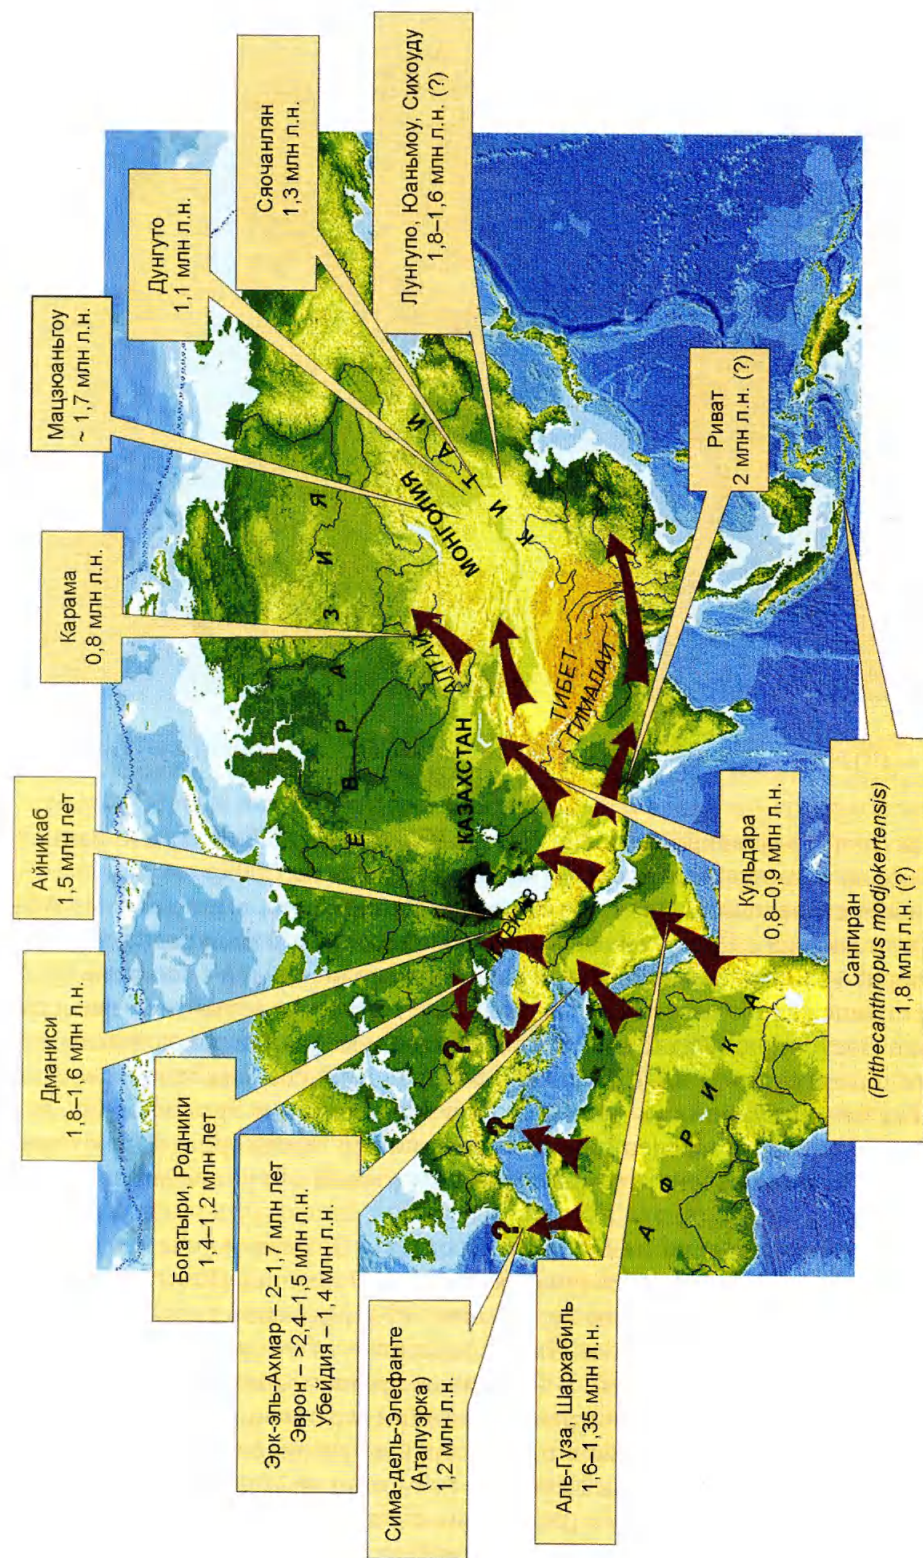 Дманиси
1,8–1,6 млн л.н.
Айникаб
1,5 млн лет
Карама
0,8 млн л.н.
Мацзюаньгоу
~ 1,7 млн л.н.
Дунгуто
1,1 млн л.н.
Сяочанлян
1,3 млн л.н.
Богатыри, Родники
1,4–1,2 млн лет
Эрк-эль-Ахмар – 2–1,7 млн лет
Эврон – >2,4–1,5 млн л.н.
Убейдия – 1,4 млн л.н.
Лунгупо, Юаньмоу, Сихоуду
1,8–1,6 млн л.н. (?)
ЕВРАЗИЯ
КАЗАХСТАН
АЛТАЙ
МОНГОЛИЯ
КИТАЙ
КАВКАЗ
ТИБЕТ
ГИМАЛАИ
АФРИКА
?
?
?
Сима-дель-Элефанте
(Атапуэрка)
1,2 млн л.н.
Аль-Гуза, Шархабиль
1,6–1,35 млн л.н.
Кульдара
0,8–0,9 млн л.н.
Риват
2 млн л.н. (?)
Сангиран
(Pithecanthropus modjokertensis)
1,8 млн л.н. (?)